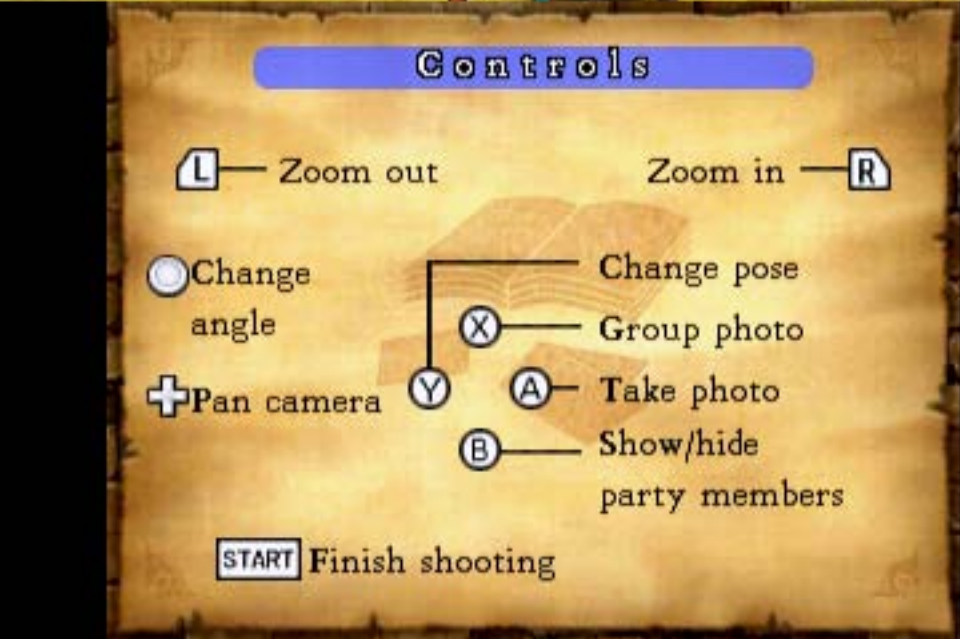 Controls
L Zoom out
Zoom in R
Change
angle
Change pose
X Group photo
Pan camera
Y
A Take photo
B Show/hide
party members
START Finish shooting